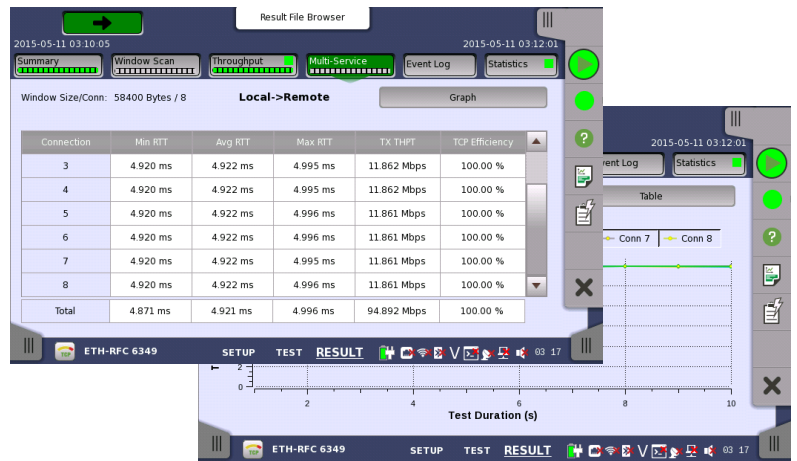 Result File Browser
2015-05-11 03:10:05
2015-05-11 03:12:01
Summary
Window Scan
Throughput
Multi-Service
Event Log
Statistics
Window Size/Conn: 58400 Bytes / 8
Local->Remote
Graph
Connection Min RTT Avg RTT Max RTT TX THPT TCP Efficiency
3 4.920 ms 4.922 ms 4.995 ms 11.862 Mbps 100.00 %
4 4.920 ms 4.922 ms 4.995 ms 11.862 Mbps 100.00 %
5 4.920 ms 4.922 ms 4.996 ms 11.861 Mbps 100.00 %
6 4.920 ms 4.922 ms 4.996 ms 11.861 Mbps 100.00 %
7 4.920 ms 4.922 ms 4.996 ms 11.861 Mbps 100.00 %
8 4.920 ms 4.922 ms 4.996 ms 11.861 Mbps 100.00 %
Total 4.871 ms 4.921 ms 4.996 ms 94.892 Mbps 100.00 %
TCP ETH-RFC 6349 SETUP TEST RESULT V 03 17
2015-05-11 03:12:01
Event Log
Statistics
Table
Conn 7 Conn 8
2
0
2 4 6 8 10
Test Duration (s)
TCP ETH-RFC 6349 SETUP TEST RESULT V 03 17